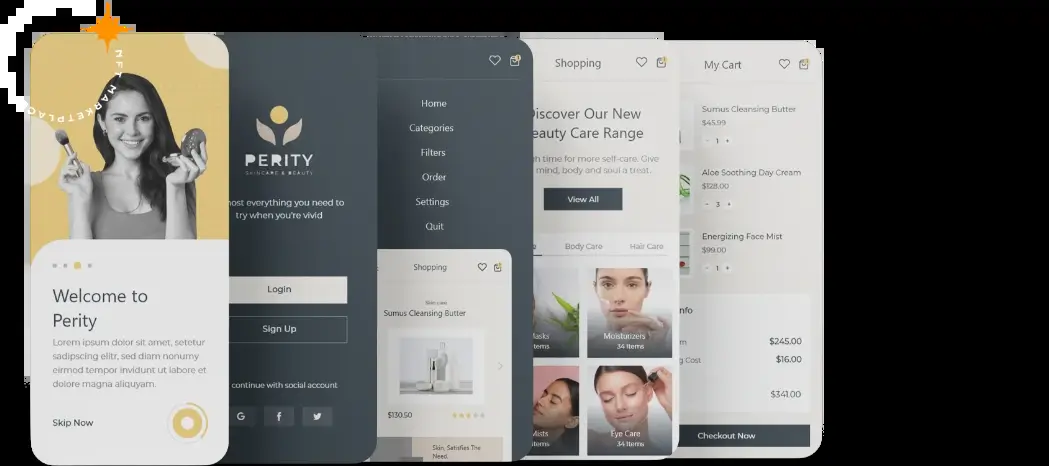 NFT MARKETPLAC
Welcome to
Perity
Lorem ipsum dolor sit amet, setetur
sadipscing elitr, sed diam nonumy
eirmod tempor invidunt ut labore et
dolore magna aliquyam.
Skip Now
PERITY
SKINCARE & BEAUTY
most everything you need to
try when you're vivid
Login
Sign Up
continue with social account
G f
Home
Categories
Filters
Order
Settings
Quit
Shopping
Skin care
Sumus Cleansing Butter
$130.50
Skin, Satisfies The
Need.
Shopping
Discover Our New
Beauty Care Range
time for more self-care. Give
mind, body and soul a treat.
View All
Body Care Hair Care
Masks
Items
Moisturizers
34 Items
Mists
Items
Eye Care
34 Items
My Cart
Sumus Cleansing Butter
$45.99
- 1 +
Aloe Soothing Day Cream
$128.00
- 3 +
Energizing Face Mist
$99.00
- 1 +
nfo
$245.00
Cost $16.00
$341.00
Checkout Now